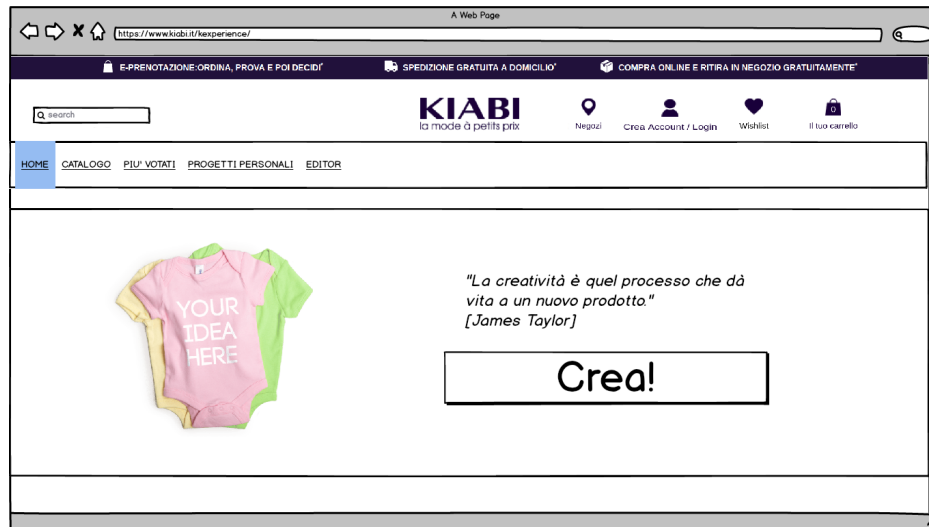 A Web Page
https://www.kiabi.it/kexperience/
E-PRENOTAZIONE:ORDINA, PROVA E POI DECIDI*
SPEDIZIONE GRATUITA A DOMICILIO*
COMPRA ONLINE E RITIRA IN NEGOZIO GRATUITAMENTE*
search
KIABI
la mode à petits prix
Negozi
Crea Account / Login
Wishlist
0
Il tuo carrello
HOME CATALOGO PIU' VOTATI PROGETTI PERSONALI EDITOR
YOUR
IDEA
HERE
"La creatività è quel processo che dà
vita a un nuovo prodotto."
[James Taylor]
Crea!